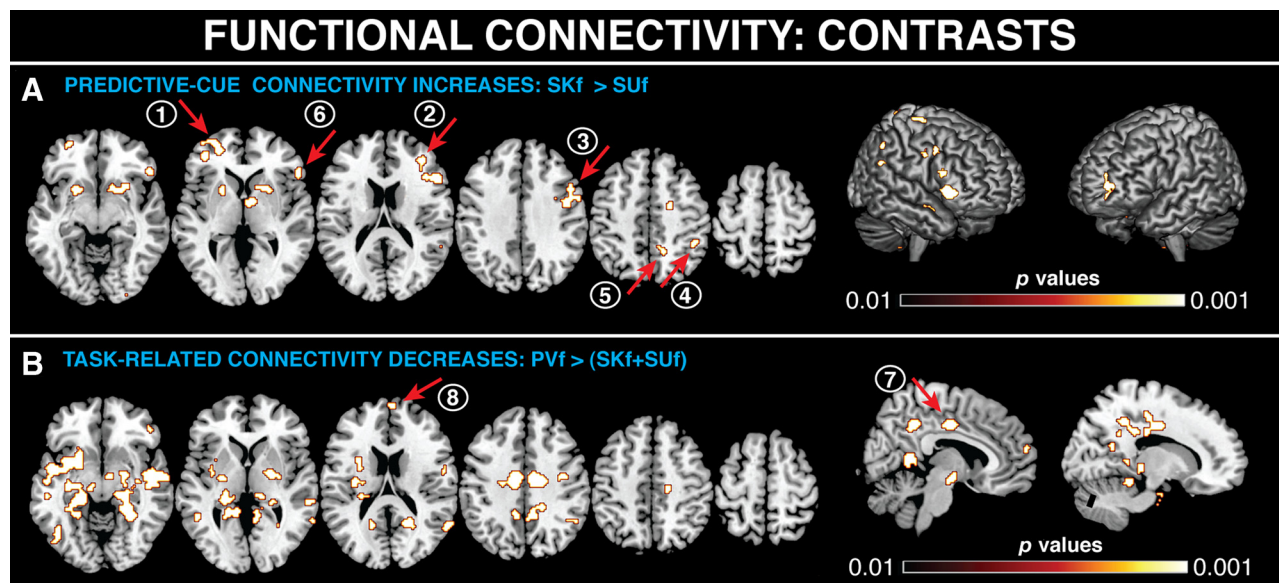 FUNCTIONAL CONNECTIVITY: CONTRASTS
A PREDICTIVE-CUE CONNECTIVITY INCREASES: SKf > SUf
1 6 2
3
5 4
p values
0.01 0.001
B TASK-RELATED CONNECTIVITY DECREASES: PVf > (SKf+SUf)
8 7
p values
0.01 0.001